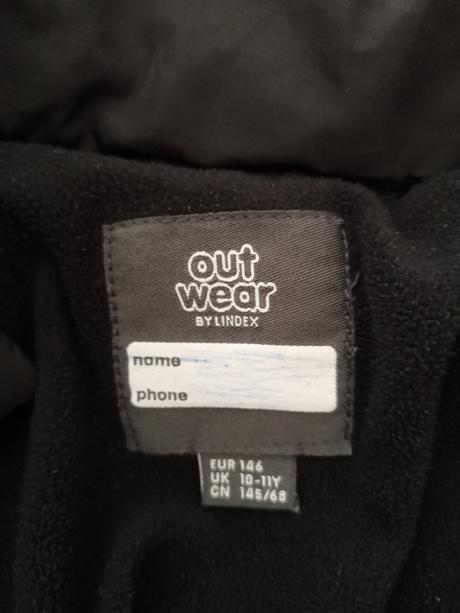 out
wear
BY LINDEX
name
phone
EUR 146
UK 10-11Y
CN 145/68